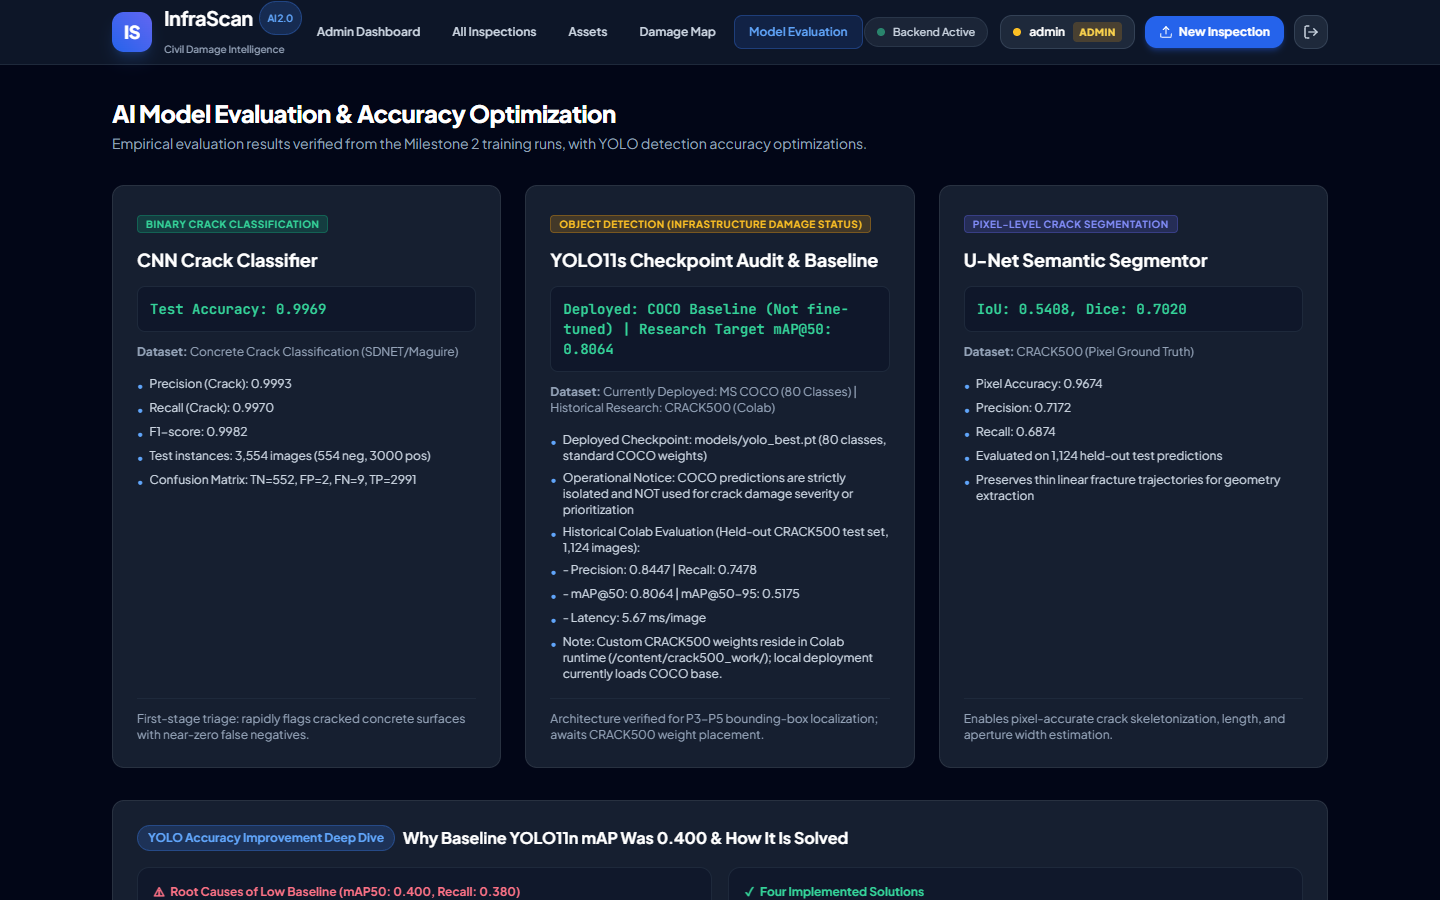 IS
InfraScan
AI 2.0
Civil Damage Intelligence
Admin Dashboard
All Inspections
Assets
Damage Map
Model Evaluation
Backend Active
admin
ADMIN
New Inspection
AI Model Evaluation & Accuracy Optimization
Empirical evaluation results verified from the Milestone 2 training runs, with YOLO detection accuracy optimizations.
BINARY CRACK CLASSIFICATION
CNN Crack Classifier
Test Accuracy: 0.9969
Dataset: Concrete Crack Classification (SDNET/Maguire)
• Precision (Crack): 0.9993
• Recall (Crack): 0.9970
• F1-score: 0.9982
• Test instances: 3,554 images (554 neg, 3000 pos)
• Confusion Matrix: TN=552, FP=2, FN=9, TP=2991
First-stage triage: rapidly flags cracked concrete surfaces
with near-zero false negatives.
OBJECT DETECTION (INFRASTRUCTURE DAMAGE STATUS)
YOLO11s Checkpoint Audit & Baseline
Deployed: COCO Baseline (Not fine-
tuned) | Research Target mAP@50:
0.8064
Dataset: Currently Deployed: MS COCO (80 Classes) |
Historical Research: CRACK500 (Colab)
• Deployed Checkpoint: models/yolo_best.pt (80 classes,
standard COCO weights)
• Operational Notice: COCO predictions are strictly
isolated and NOT used for crack damage severity or
prioritization
• Historical Colab Evaluation (Held-out CRACK500 test set,
1,124 images):
• - Precision: 0.8447 | Recall: 0.7478
• - mAP@50: 0.8064 | mAP@50-95: 0.5175
• - Latency: 5.67 ms/image
• Note: Custom CRACK500 weights reside in Colab
runtime (/content/crack500_work/); local deployment
currently loads COCO base.
Architecture verified for P3-P5 bounding-box localization;
awaits CRACK500 weight placement.
PIXEL-LEVEL CRACK SEGMENTATION
U-Net Semantic Segmentor
IoU: 0.5408, Dice: 0.7020
Dataset: CRACK500 (Pixel Ground Truth)
• Pixel Accuracy: 0.9674
• Precision: 0.7172
• Recall: 0.6874
• Evaluated on 1,124 held-out test predictions
• Preserves thin linear fracture trajectories for geometry
extraction
Enables pixel-accurate crack skeletonization, length, and
aperture width estimation.
YOLO Accuracy Improvement Deep Dive
Why Baseline YOLO11n mAP Was 0.400 & How It Is Solved
⚠ Root Causes of Low Baseline (mAP50: 0.400, Recall: 0.380)
✓ Four Implemented Solutions